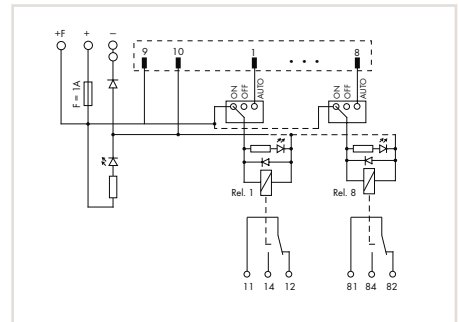 +F + −
9 10 1 • • • 8
F = 1A
ON OFF AUTO
ON OFF AUTO
Rel. 1 Rel. 8
11 14 12 81 84 82